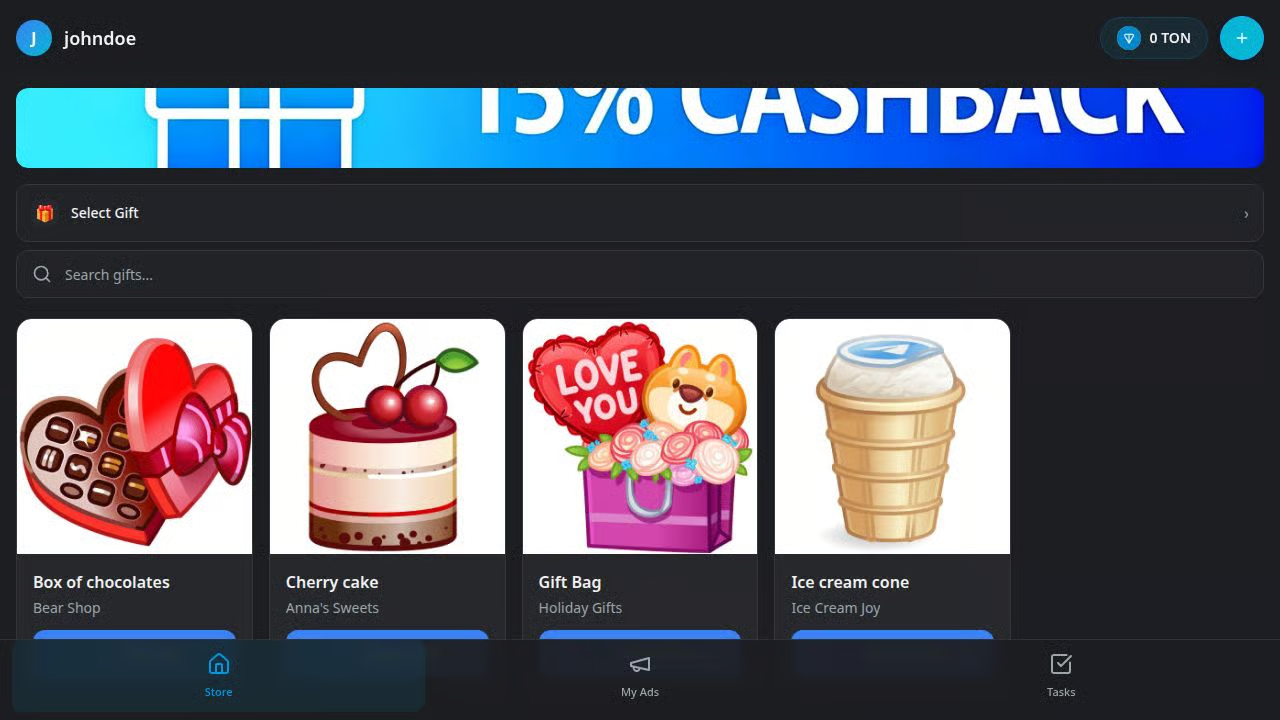 J
johndoe
0 TON
+
15% CASHBACK
Select Gift
›
Search gifts...
LOVE
YOU
Box of chocolates
Bear Shop
Cherry cake
Anna's Sweets
Gift Bag
Holiday Gifts
Ice cream cone
Ice Cream Joy
Store
My Ads
Tasks